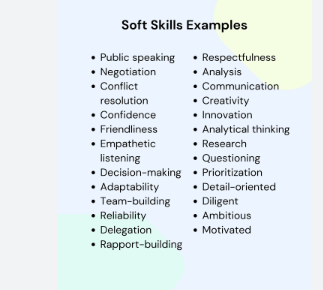 Soft Skills Examples
• Public speaking
• Negotiation
• Conflict
resolution
• Confidence
• Friendliness
• Empathetic
listening
• Decision-making
• Adaptability
• Team-building
• Reliability
• Delegation
• Rapport-building
• Respectfulness
• Analysis
• Communication
• Creativity
• Innovation
• Analytical thinking
• Research
• Questioning
• Prioritization
• Detail-oriented
• Diligent
• Ambitious
• Motivated